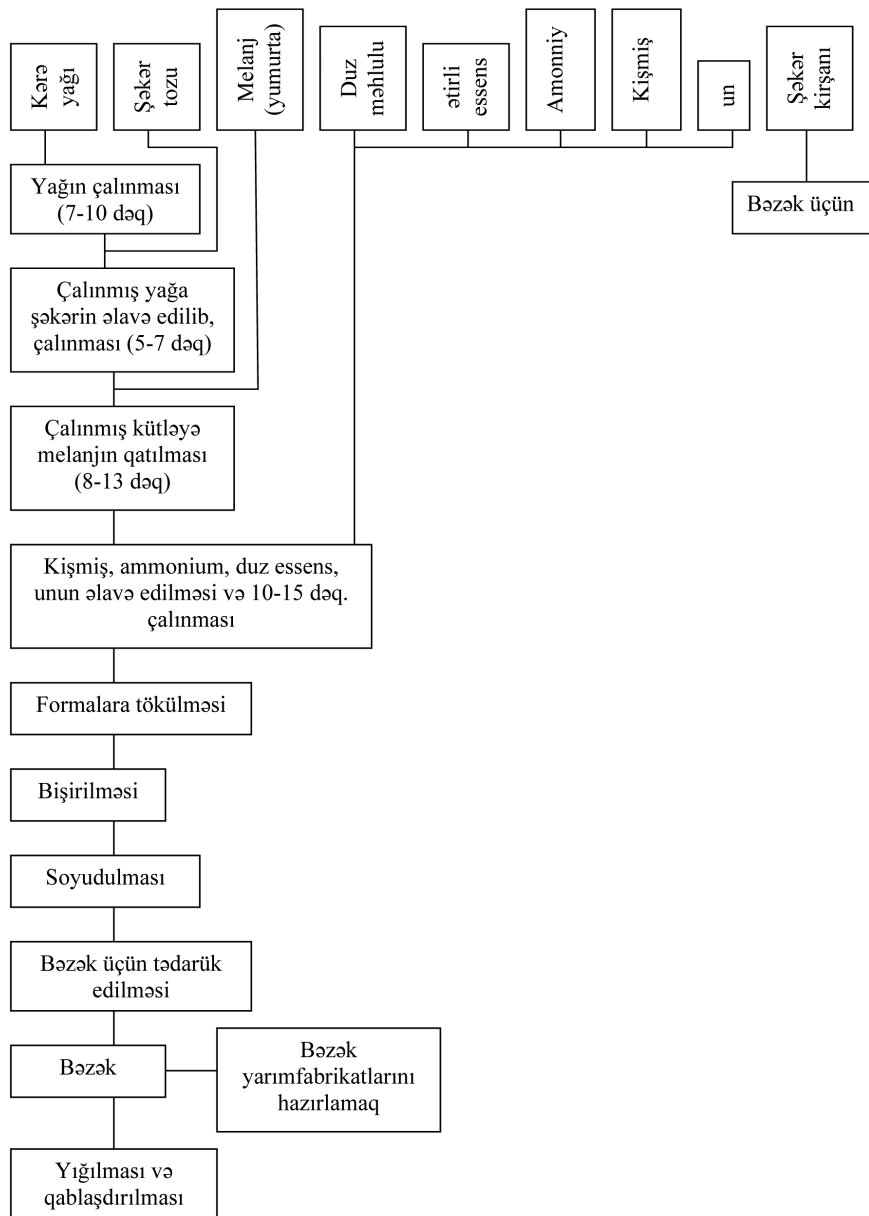 Kərə
yağı
Şəkər
tozu
Melanj
(yumurta)
Duz
məhlulu
ətirli
essens
Amonniy
Kişmiş
un
Şəkər
kirşanı
Yağın çalınması
(7-10 dəq)
Bəzək üçün
Çalınmış yağa
şəkərin əlavə edilib,
çalınması (5-7 dəq)
Çalınmış kütləyə
melanjın qatılması
(8-13 dəq)
Kişmiş, ammonium, duz essens,
unun əlavə edilməsi və 10-15 dəq.
çalınması
Formalara tökülməsi
Bişirilməsi
Soyudulması
Bəzək üçün tədarük
edilməsi
Bəzək
Bəzək
yarımfabrikatlarını
hazırlamaq
Yığılması və
qablaşdırılması